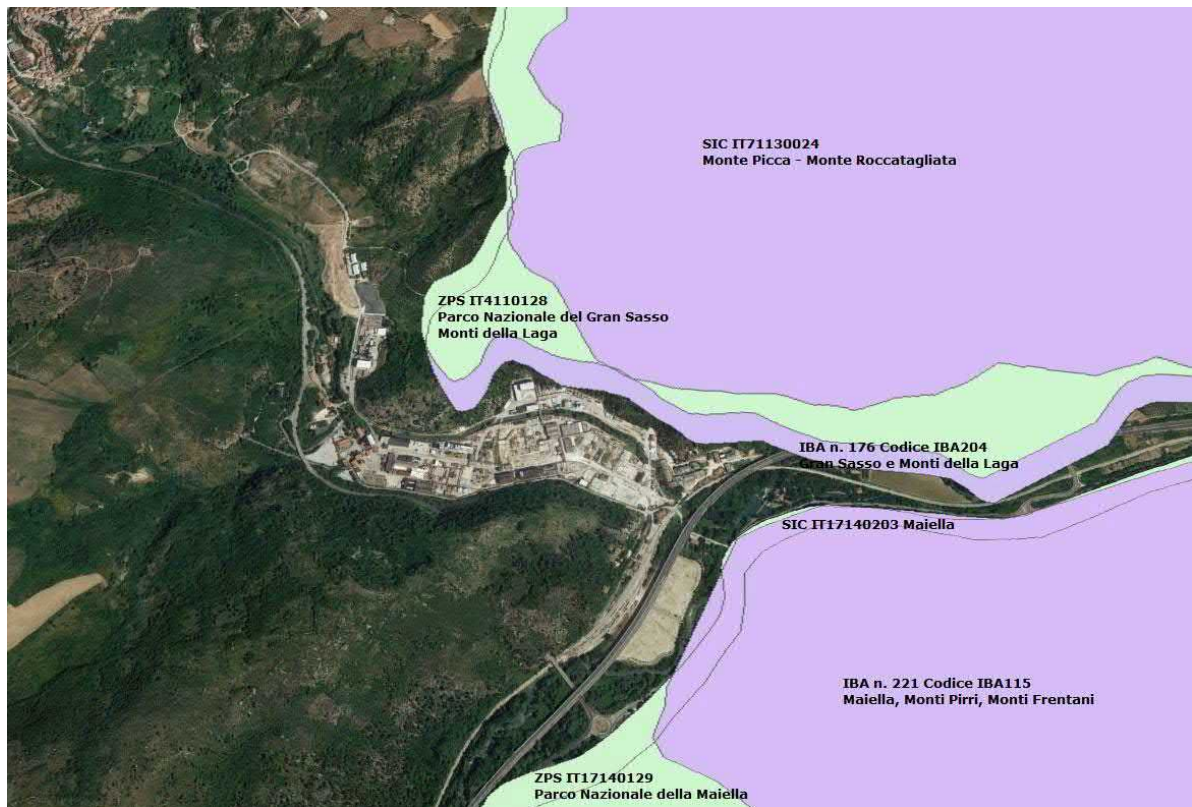 SIC IT71130024
Monte Picca - Monte Roccatagliata
ZPS IT4110128
Parco Nazionale del Gran Sasso
Monti della Laga
IBA n. 176 Codice IBA204
Gran Sasso e Monti della Laga
SIC IT17140203 Maiella
IBA n. 221 Codice IBA115
Maiella, Monti Pirri, Monti Frentani
ZPS IT17140129
Parco Nazionale della Maiella